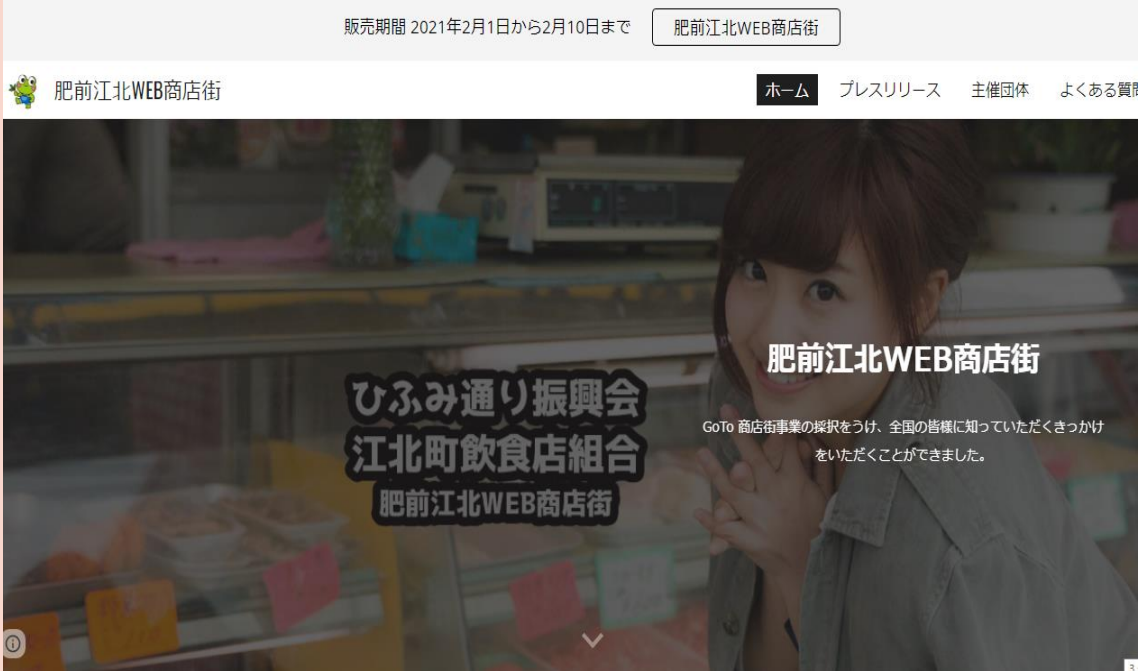 販売期間 2021年2月1日から2月10日まで
肥前江北WEB商店街
肥前江北WEB商店街
ホーム
プレスリリース
主催団体
よくある質問
ひふみ通り振興会
江北町飲食店組合
肥前江北WEB商店街
肥前江北WEB商店街
GoTo 商店街事業の採択をうけ、全国の皆様に知っていただくきっかけ
をいただくことができました。